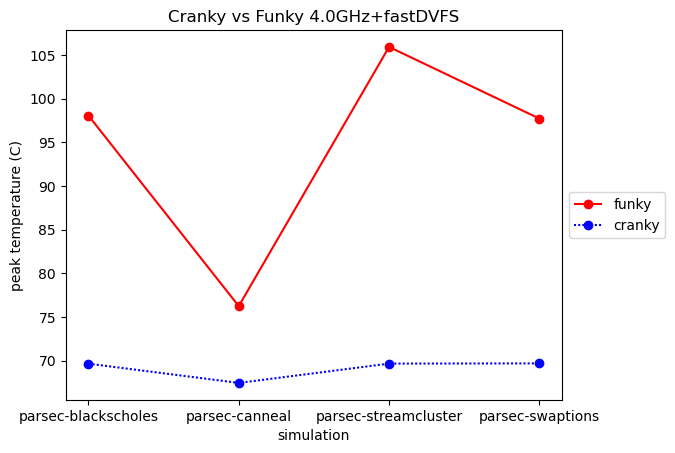 Cranky vs Funky 4.0GHz+fastDVFS
105
100
95
90
85
80
75
70
peak temperature (C)
funky
cranky
parsec-blackscholes parsec-canneal parsec-streamcluster parsec-swaptions
simulation